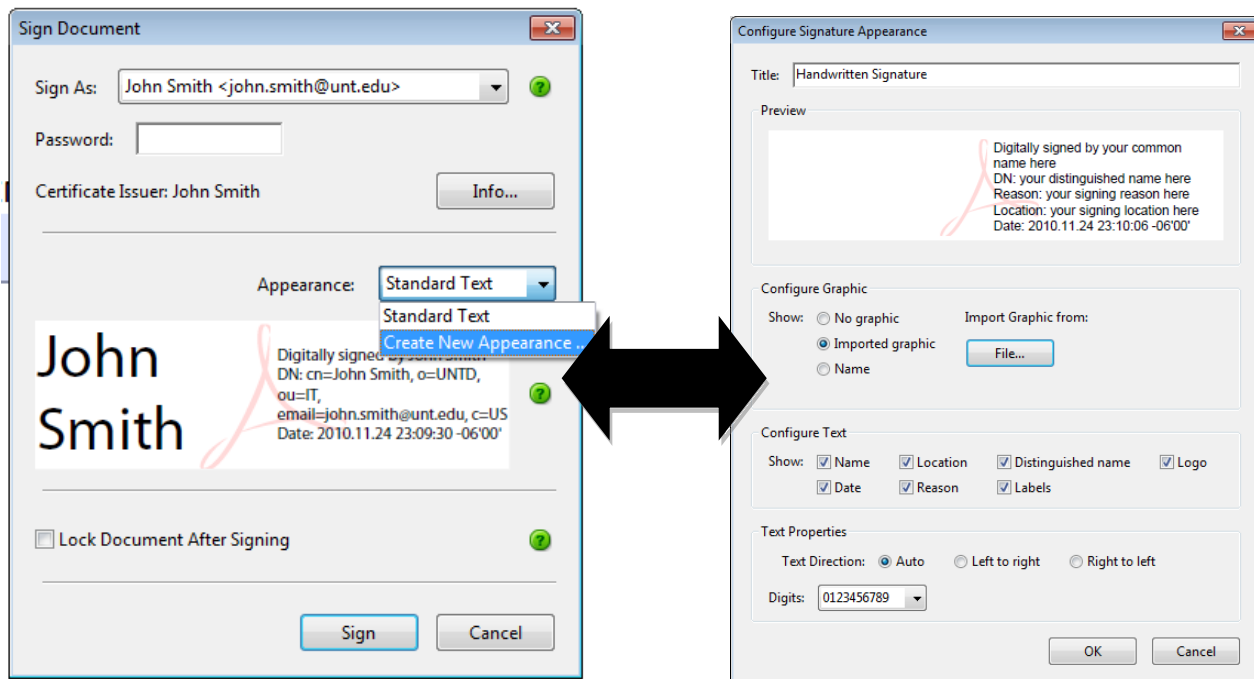 Sign Document
Sign As: John Smith <john.smith@unt.edu>
Password:
Certificate Issuer: John Smith Info...
Appearance: Standard Text
Standard Text
Create New Appearance ..
John
Smith
Digitally signed by John Smith
DN: cn=John Smith, o=UNTD,
ou=IT,
email=john.smith@unt.edu, c=US
Date: 2010.11.24 23:09:30 -06'00'
Lock Document After Signing
Sign Cancel
Configure Signature Appearance
Title: Handwritten Signature
Preview
Digitally signed by your common
name here
DN: your distinguished name here
Reason: your signing reason here
Location: your signing location here
Date: 2010.11.24 23:10:06 -06'00'
Configure Graphic
Show: No graphic Import Graphic from:
Imported graphic File...
Name
Configure Text
Show: Name Location Distinguished name Logo
Date Reason Labels
Text Properties
Text Direction: Auto Left to right Right to left
Digits: 0123456789
OK Cancel